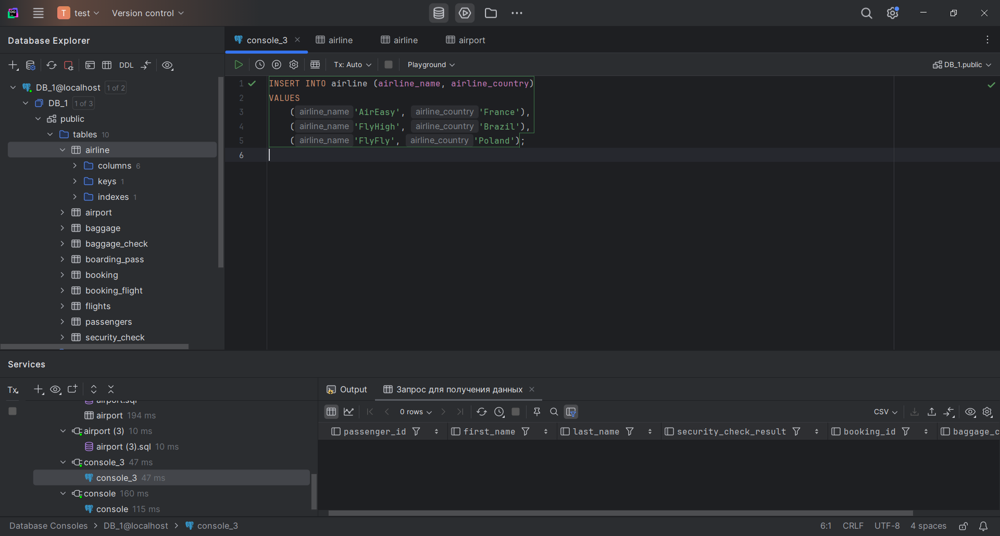 T test Version control
Database Explorer
DDL
DB_1@localhost 1 of 2
DB_1 1 of 3
public
tables 10
airline
columns 6
keys 1
indexes 1
airport
baggage
baggage_check
boarding_pass
booking
booking_flight
flights
passengers
security_check
console_3 airline airline airport
Tx: Auto Playground DB_1.public
1 INSERT INTO airline (airline_name, airline_country)
2 VALUES
3 ( airline_name 'AirEasy', airline_country 'France'),
4 ( airline_name 'FlyHigh', airline_country 'Brazil'),
5 ( airline_name 'FlyFly', airline_country 'Poland');
6
Services
Tx
airport.sql
airport 194 ms
airport (3) 10 ms
airport (3).sql 10 ms
console_3 47 ms
console_3 47 ms
console 160 ms
console 115 ms
Output Запрос для получения данных
0 rows CSV
passenger_id first_name last_name security_check_result booking_id baggage_c
Database Consoles > DB_1@localhost > console_3
6:1 CRLF UTF-8 4 spaces